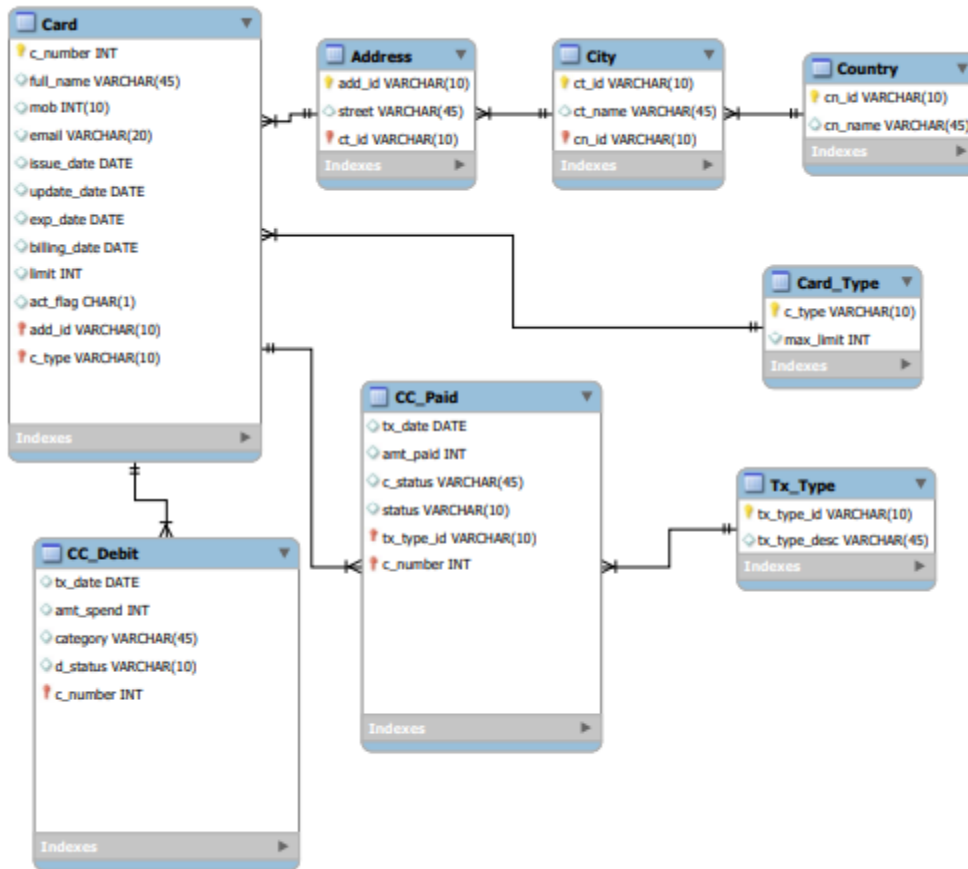 Card
c_number INT
full_name VARCHAR(45)
mob INT(10)
email VARCHAR(20)
issue_date DATE
update_date DATE
exp_date DATE
billing_date DATE
limit INT
act_flag CHAR(1)
add_id VARCHAR(10)
c_type VARCHAR(10)
Indexes
Address
add_id VARCHAR(10)
street VARCHAR(45)
ct_id VARCHAR(10)
Indexes
City
ct_id VARCHAR(10)
ct_name VARCHAR(45)
cn_id VARCHAR(10)
Indexes
Country
cn_id VARCHAR(10)
cn_name VARCHAR(45)
Indexes
Card_Type
c_type VARCHAR(10)
max_limit INT
Indexes
CC_Paid
tx_date DATE
amt_paid INT
c_status VARCHAR(45)
status VARCHAR(10)
tx_type_id VARCHAR(10)
c_number INT
Indexes
Tx_Type
tx_type_id VARCHAR(10)
tx_type_desc VARCHAR(45)
Indexes
CC_Debit
tx_date DATE
amt_spend INT
category VARCHAR(45)
d_status VARCHAR(10)
c_number INT
Indexes